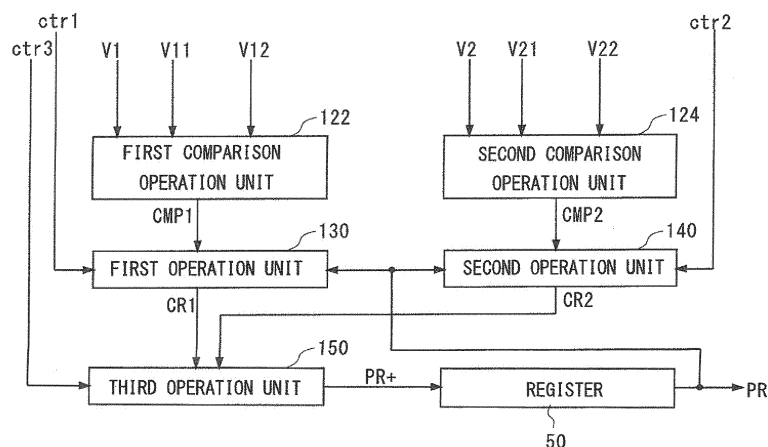 ctr1
ctr3
V1
V11
V12
V2
V21
V22
ctr2
122
FIRST COMPARISON
OPERATION UNIT
124
SECOND COMPARISON
OPERATION UNIT
CMP1
CMP2
130
FIRST OPERATION UNIT
140
SECOND OPERATION UNIT
CR1
CR2
150
THIRD OPERATION UNIT
PR+
REGISTER
PR
50